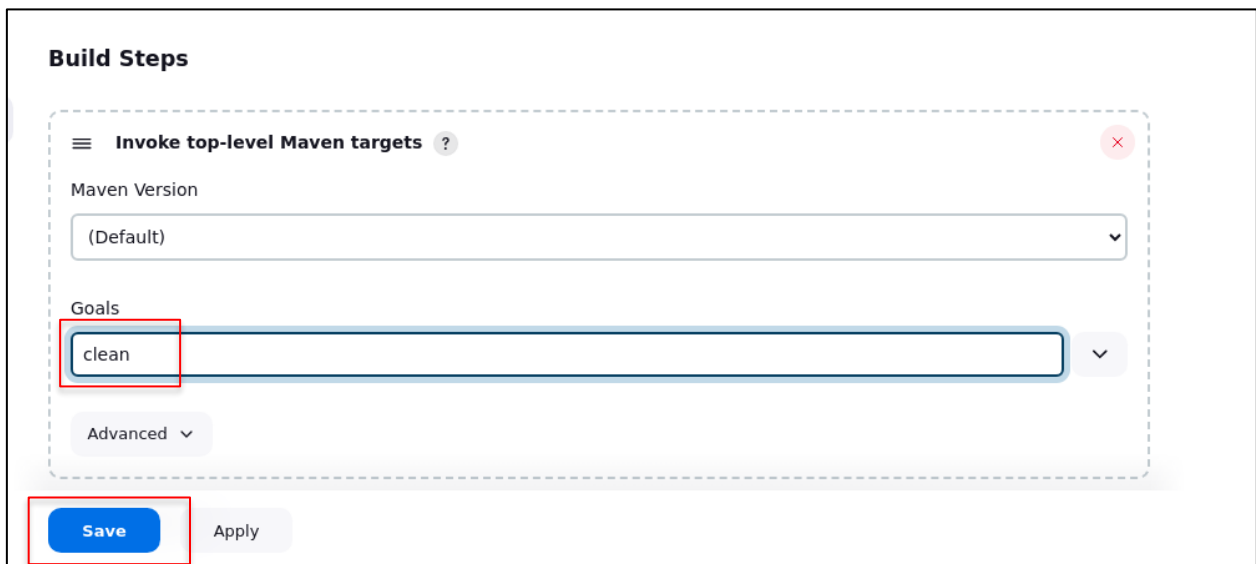 Build Steps
Invoke top-level Maven targets ?
Maven Version
(Default)
Goals
clean
Advanced
Save Apply